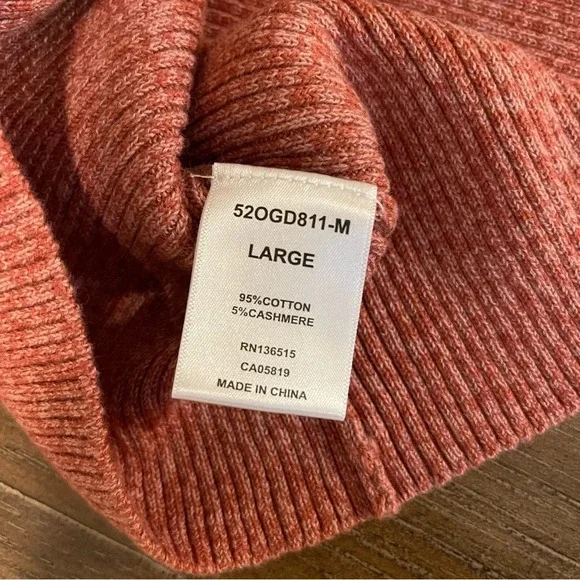 52OGD811-M
LARGE
95%COTTON
5%CASHMERE
RN136515
CA05819
MADE IN CHINA